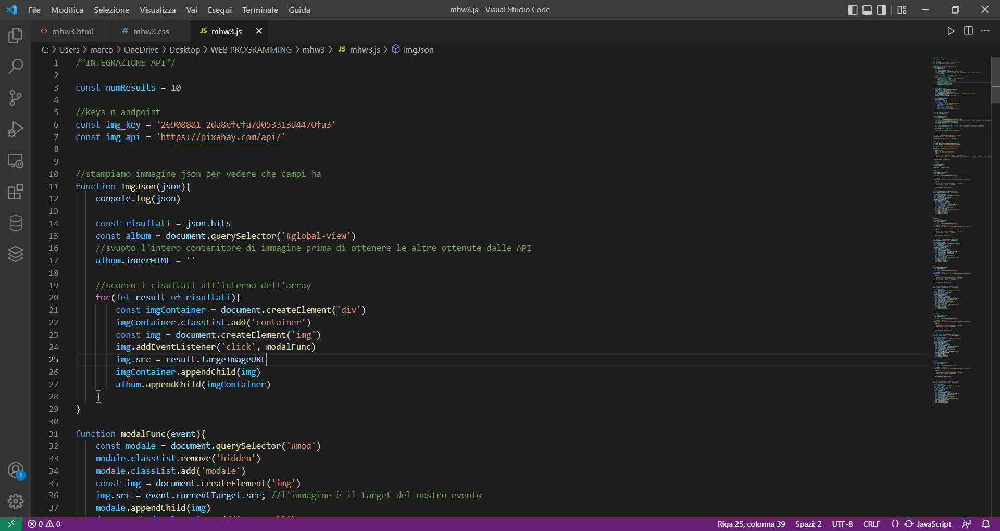 File Modifica Selezione Visualizza Vai Esegui Terminale Guida
mhw3.js - Visual Studio Code
<> mhw3.html # mhw3.css JS mhw3.js
C: > Users > marco > OneDrive > Desktop > WEB PROGRAMMING > mhw3 > JS mhw3.js > ImgJson
1 /*INTEGRAZIONE API*/
2
3 const numResults = 10
4
5 //keys n andpoint
6 const img_key = '26908881-2da8efcfa7d053313d4470fa3'
7 const img_api = 'https://pixabay.com/api/'
8
9
10 //stampiamo immagine json per vedere che campi ha
11 function ImgJson(json){
12 console.log(json)
13
14 const risultati = json.hits
15 const album = document.querySelector('#global-view')
16 //svuoto l'intero contenitore di immagine prima di ottenere le altre ottenute dalle API
17 album.innerHTML = ''
18
19 //scorro i risultati all'interno dell'array
20 for(let result of risultati){
21 const imgContainer = document.createElement('div')
22 imgContainer.classList.add('container')
23 const img = document.createElement('img')
24 img.addEventListener('click', modalFunc)
25 img.src = result.largeImageURL
26 imgContainer.appendChild(img)
27 album.appendChild(imgContainer)
28 }
29 }
30
31 function modalFunc(event){
32 const modale = document.querySelector('#mod')
33 modale.classList.remove('hidden')
34 modale.classList.add('modale')
35 const img = document.createElement('img')
36 img.src = event.currentTarget.src; //l'immagine è il target del nostro evento
37 modale.appendChild(img)
1
0 0
Riga 25, colonna 39 Spazi: 2 UTF-8 CRLF {} JavaScript